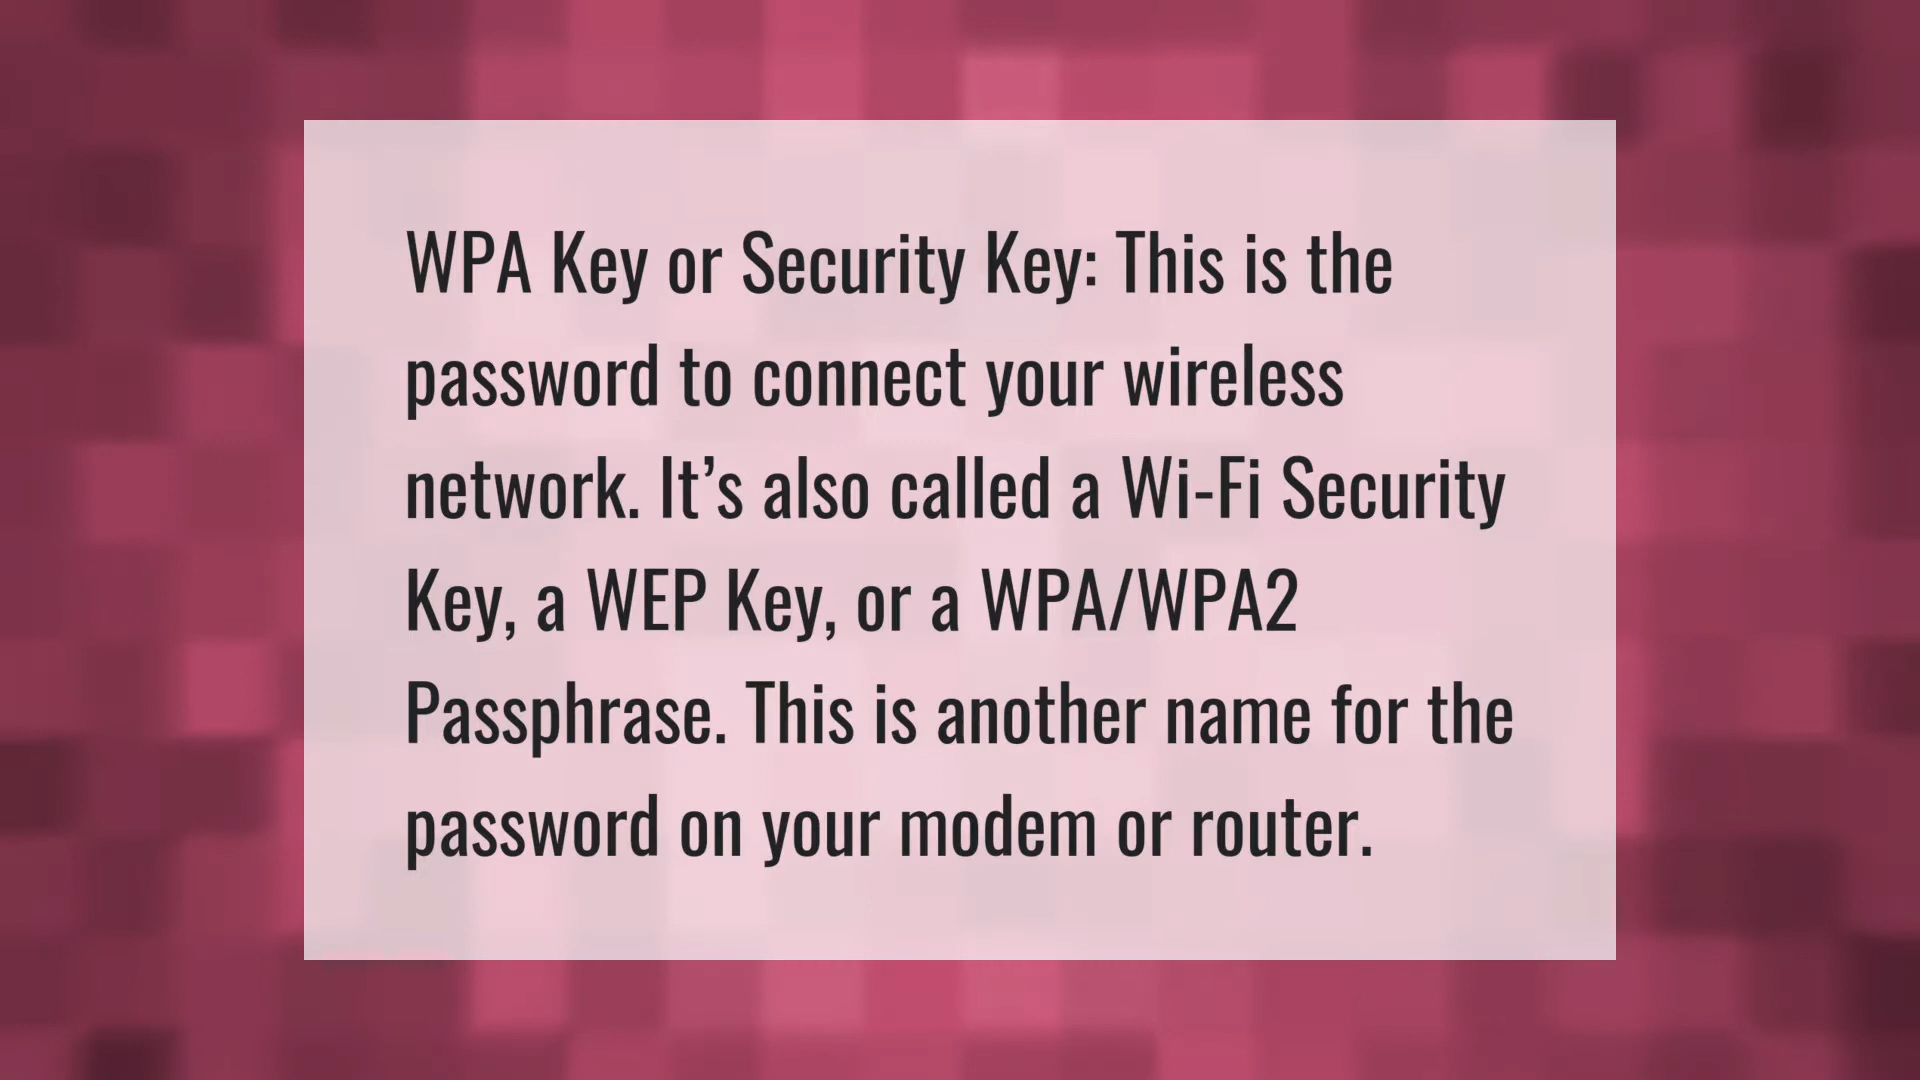 WPA Key or Security Key: This is the
password to connect your wireless
network. It’s also called a Wi-Fi Security
Key, a WEP Key, or a WPA/WPA2
Passphrase. This is another name for the
password on your modem or router.